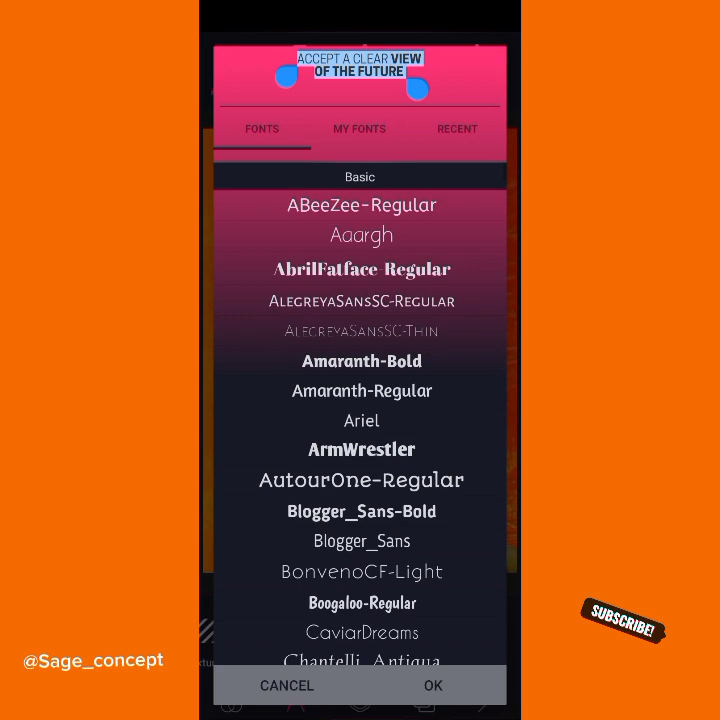 ACCEPT A CLEAR VIEW
OF THE FUTURE
FONTS MY FONTS RECENT
Basic
ABeeZee-Regular
Aaargh
AbrilFatface-Regular
AlegreyaSansSC-Regular
AlegreyaSansSC-Thin
Amaranth-Bold
Amaranth-Regular
Ariel
ArmWrestler
AutourOne-Regular
Blogger_Sans-Bold
Blogger_Sans
BonvenoCF-Light
Boogaloo-Regular
CaviarDreams
Chantelli_Antiqua
SUBSCRIBE!
@Sage_concept
CANCEL OK